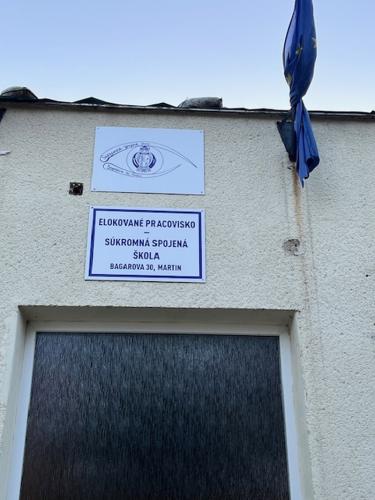 ELOKOVANÉ PRACOVISKO
–
SÚKROMNÁ SPOJENÁ
ŠKOLA
BAGAROVA 30, MARTIN